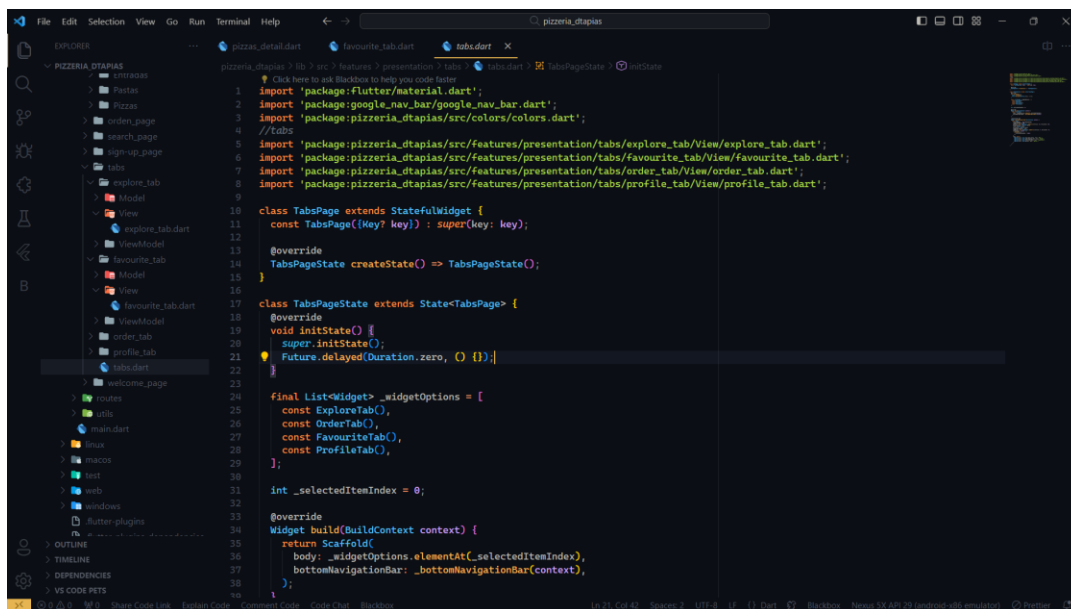 File Edit Selection View Go Run Terminal Help
pizzeria_dtapias
EXPLORER
PIZZERIA_DTAPIAS
Entradas
Pastas
Pizzas
orden_page
search_page
sign-up_page
tabs
explore_tab
Model
View
explore_tab.dart
ViewModel
favourite_tab
Model
View
favourite_tab.dart
ViewModel
order_tab
profile_tab
tabs.dart
welcome_page
routes
utils
main.dart
linux
macos
test
web
windows
.flutter-plugins
.flutter-plugins-dependencies
OUTLINE
TIMELINE
DEPENDENCIES
VS CODE PETS
pizzas_detail.dart favourite_tab.dart tabs.dart
pizzeria_dtapias > lib > src > features > presentation > tabs > tabs.dart > TabsPageState > initState
Click here to ask Blackbox to help you code faster
1 import 'package:flutter/material.dart';
2 import 'package:google_nav_bar/google_nav_bar.dart';
3 import 'package:pizzeria_dtapias/src/colors/colors.dart';
4 //tabs
5 import 'package:pizzeria_dtapias/src/features/presentation/tabs/explore_tab/View/explore_tab.dart';
6 import 'package:pizzeria_dtapias/src/features/presentation/tabs/favourite_tab/View/favourite_tab.dart';
7 import 'package:pizzeria_dtapias/src/features/presentation/tabs/order_tab/View/order_tab.dart';
8 import 'package:pizzeria_dtapias/src/features/presentation/tabs/profile_tab/View/profile_tab.dart';
9
10 class TabsPage extends StatefulWidget {
11 const TabsPage({Key? key}) : super(key: key);
12
13 @override
14 TabsPageState createState() => TabsPageState();
15 }
16
17 class TabsPageState extends State<TabsPage> {
18 @override
19 void initState() {
20 super.initState();
21 Future.delayed(Duration.zero, () {});
22 }
23
24 final List<Widget> _widgetOptions = [
25 const ExploreTab(),
26 const OrderTab(),
27 const FavouriteTab(),
28 const ProfileTab(),
29 ];
30
31 int _selectedItemIndex = 0;
32
33 @override
34 Widget build(BuildContext context) {
35 return Scaffold(
36 body: _widgetOptions.elementAt(_selectedItemIndex),
37 bottomNavigationBar: _bottomNavigationBar(context),
38 );
39 }
0 0 0 Share Code Link Explain Code Comment Code Code Chat Blackbox Ln 21, Col 42 Spaces: 2 UTF-8 LF {} Dart Blackbox Nexus 5X API 29 (android-x86 emulator) Prettier